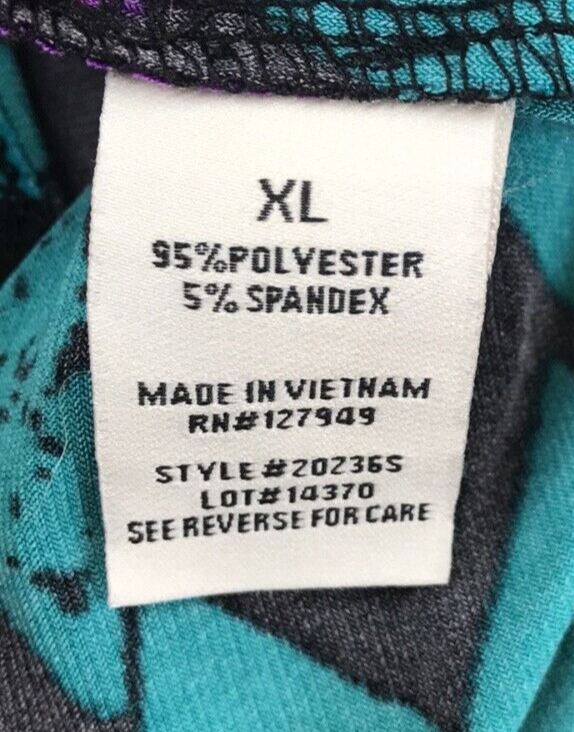 XL
95%POLYESTER
5% SPANDEX
MADE IN VIETNAM
RN#127949
STYLE #20236S
LOT#14370
SEE REVERSE FOR CARE